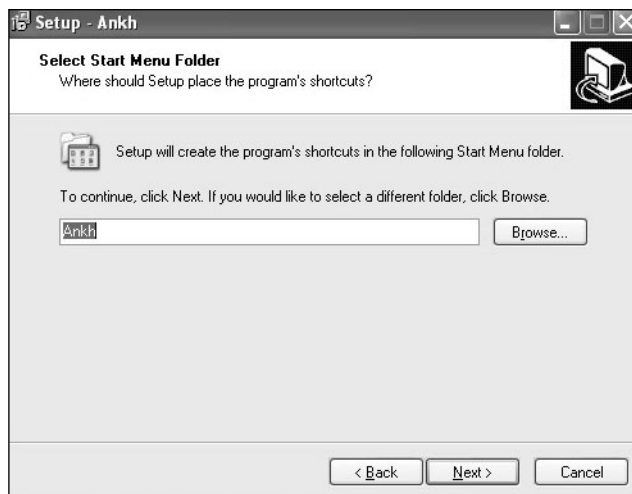 Setup - Ankh
Select Start Menu Folder
Where should Setup place the program's shortcuts?
Setup will create the program's shortcuts in the following Start Menu folder.
To continue, click Next. If you would like to select a different folder, click Browse.
Ankh
Browse...
< Back
Next >
Cancel